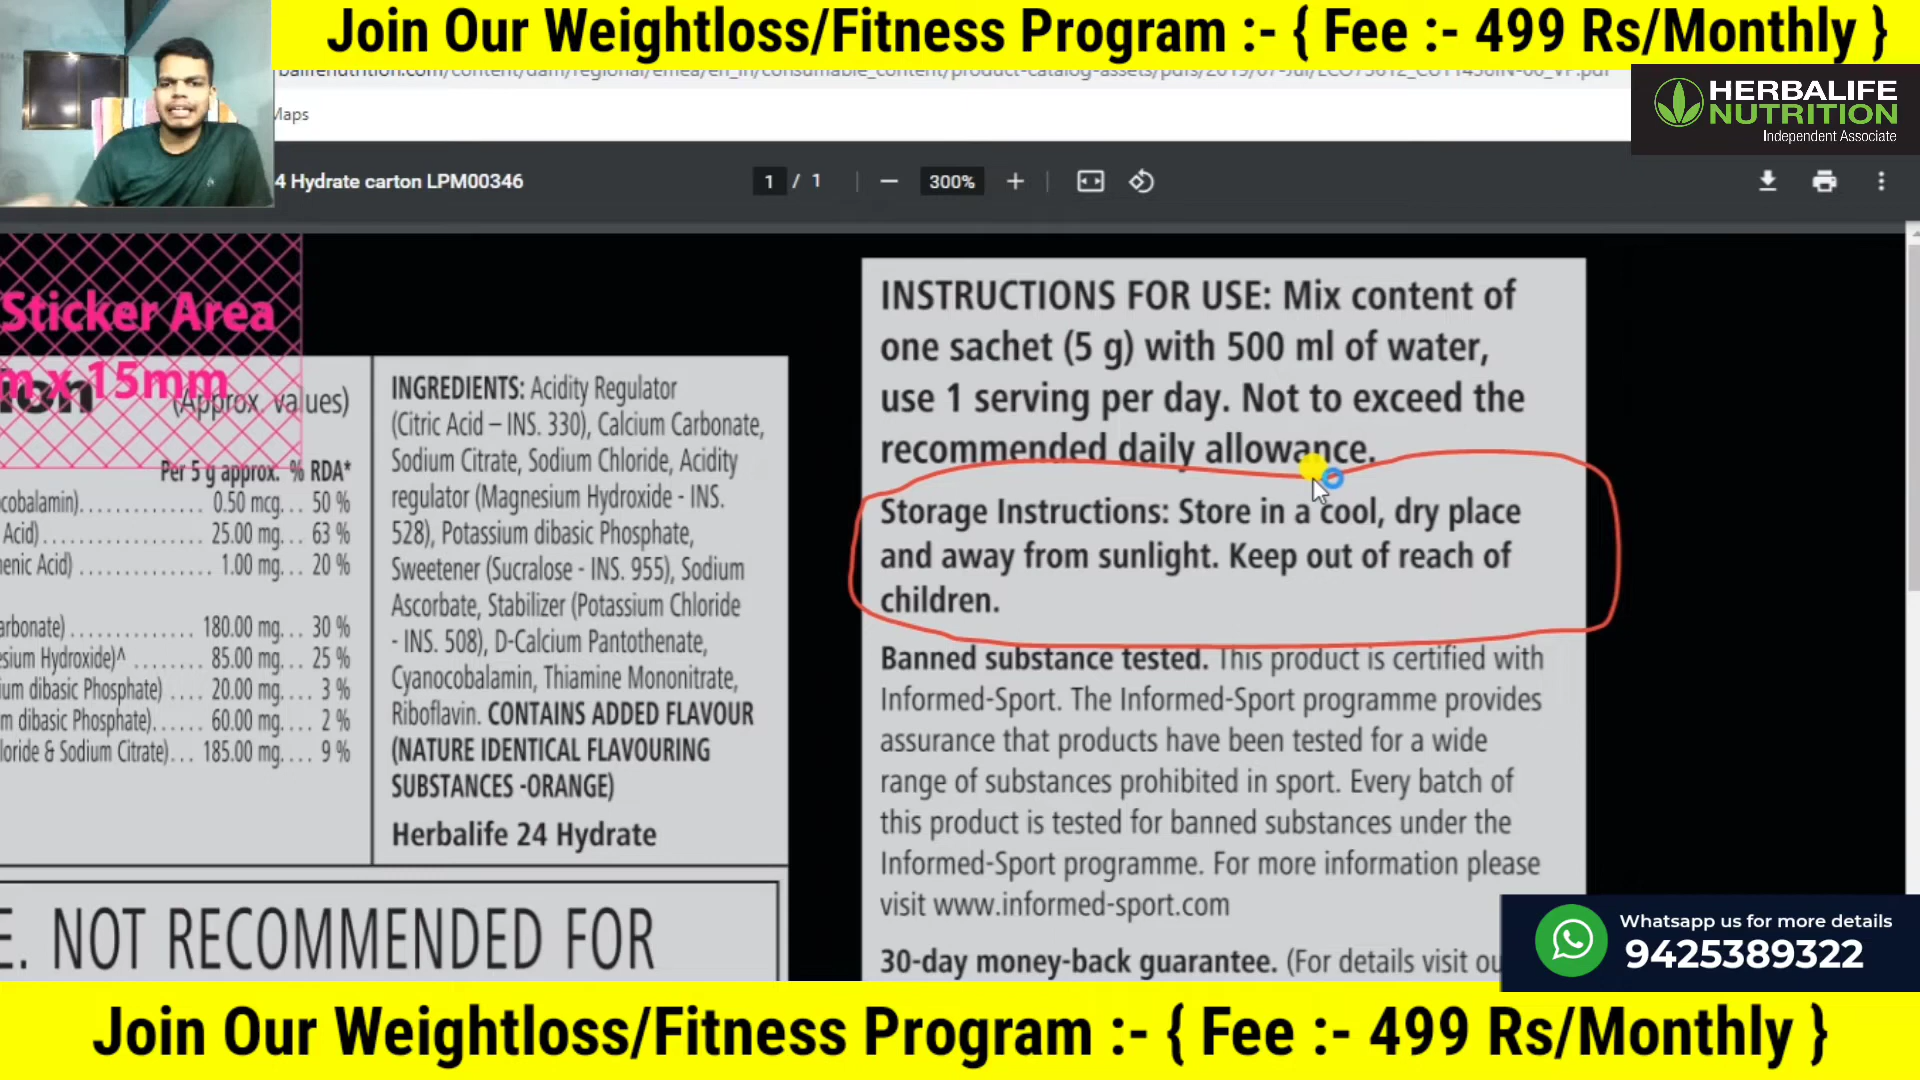 Join Our Weightloss/Fitness Program :- { Fee :- 499 Rs/Monthly }
HERBALIFE
NUTRITION
Independent Associate
Maps
4 Hydrate carton LPM00346
1 / 1
300%
Sticker Area
m x 15mm
(Approx. values)
Per 5 g approx. % RDA*
ocobalamin) 0.50 mcg 50 %
Acid) 25.00 mg 63 %
henic Acid) 1.00 mg 20 %
arbonate) 180.00 mg 30 %
esium Hydroxide)^ 85.00 mg 25 %
ium dibasic Phosphate) 20.00 mg 3 %
m dibasic Phosphate) 60.00 mg 2 %
loride & Sodium Citrate) 185.00 mg 9 %
INGREDIENTS: Acidity Regulator
(Citric Acid – INS. 330), Calcium Carbonate,
Sodium Citrate, Sodium Chloride, Acidity
regulator (Magnesium Hydroxide - INS.
528), Potassium dibasic Phosphate,
Sweetener (Sucralose - INS. 955), Sodium
Ascorbate, Stabilizer (Potassium Chloride
- INS. 508), D-Calcium Pantothenate,
Cyanocobalamin, Thiamine Mononitrate,
Riboflavin. CONTAINS ADDED FLAVOUR
(NATURE IDENTICAL FLAVOURING
SUBSTANCES -ORANGE)
Herbalife 24 Hydrate
E. NOT RECOMMENDED FOR
INSTRUCTIONS FOR USE: Mix content of
one sachet (5 g) with 500 ml of water,
use 1 serving per day. Not to exceed the
recommended daily allowance.
Storage Instructions: Store in a cool, dry place
and away from sunlight. Keep out of reach of
children.
Banned substance tested. This product is certified with
Informed-Sport. The Informed-Sport programme provides
assurance that products have been tested for a wide
range of substances prohibited in sport. Every batch of
this product is tested for banned substances under the
Informed-Sport programme. For more information please
visit www.informed-sport.com
30-day money-back guarantee. (For details visit ou
Whatsapp us for more details
9425389322
Join Our Weightloss/Fitness Program :- { Fee :- 499 Rs/Monthly }